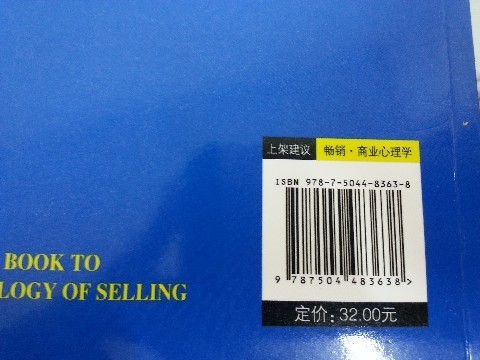 上架建议 畅销·商业心理学
ISBN 978-7-5044-8363-8
9 787504 483638 >
定价: 32.00元
BOOK TO
LOGY OF SELLING